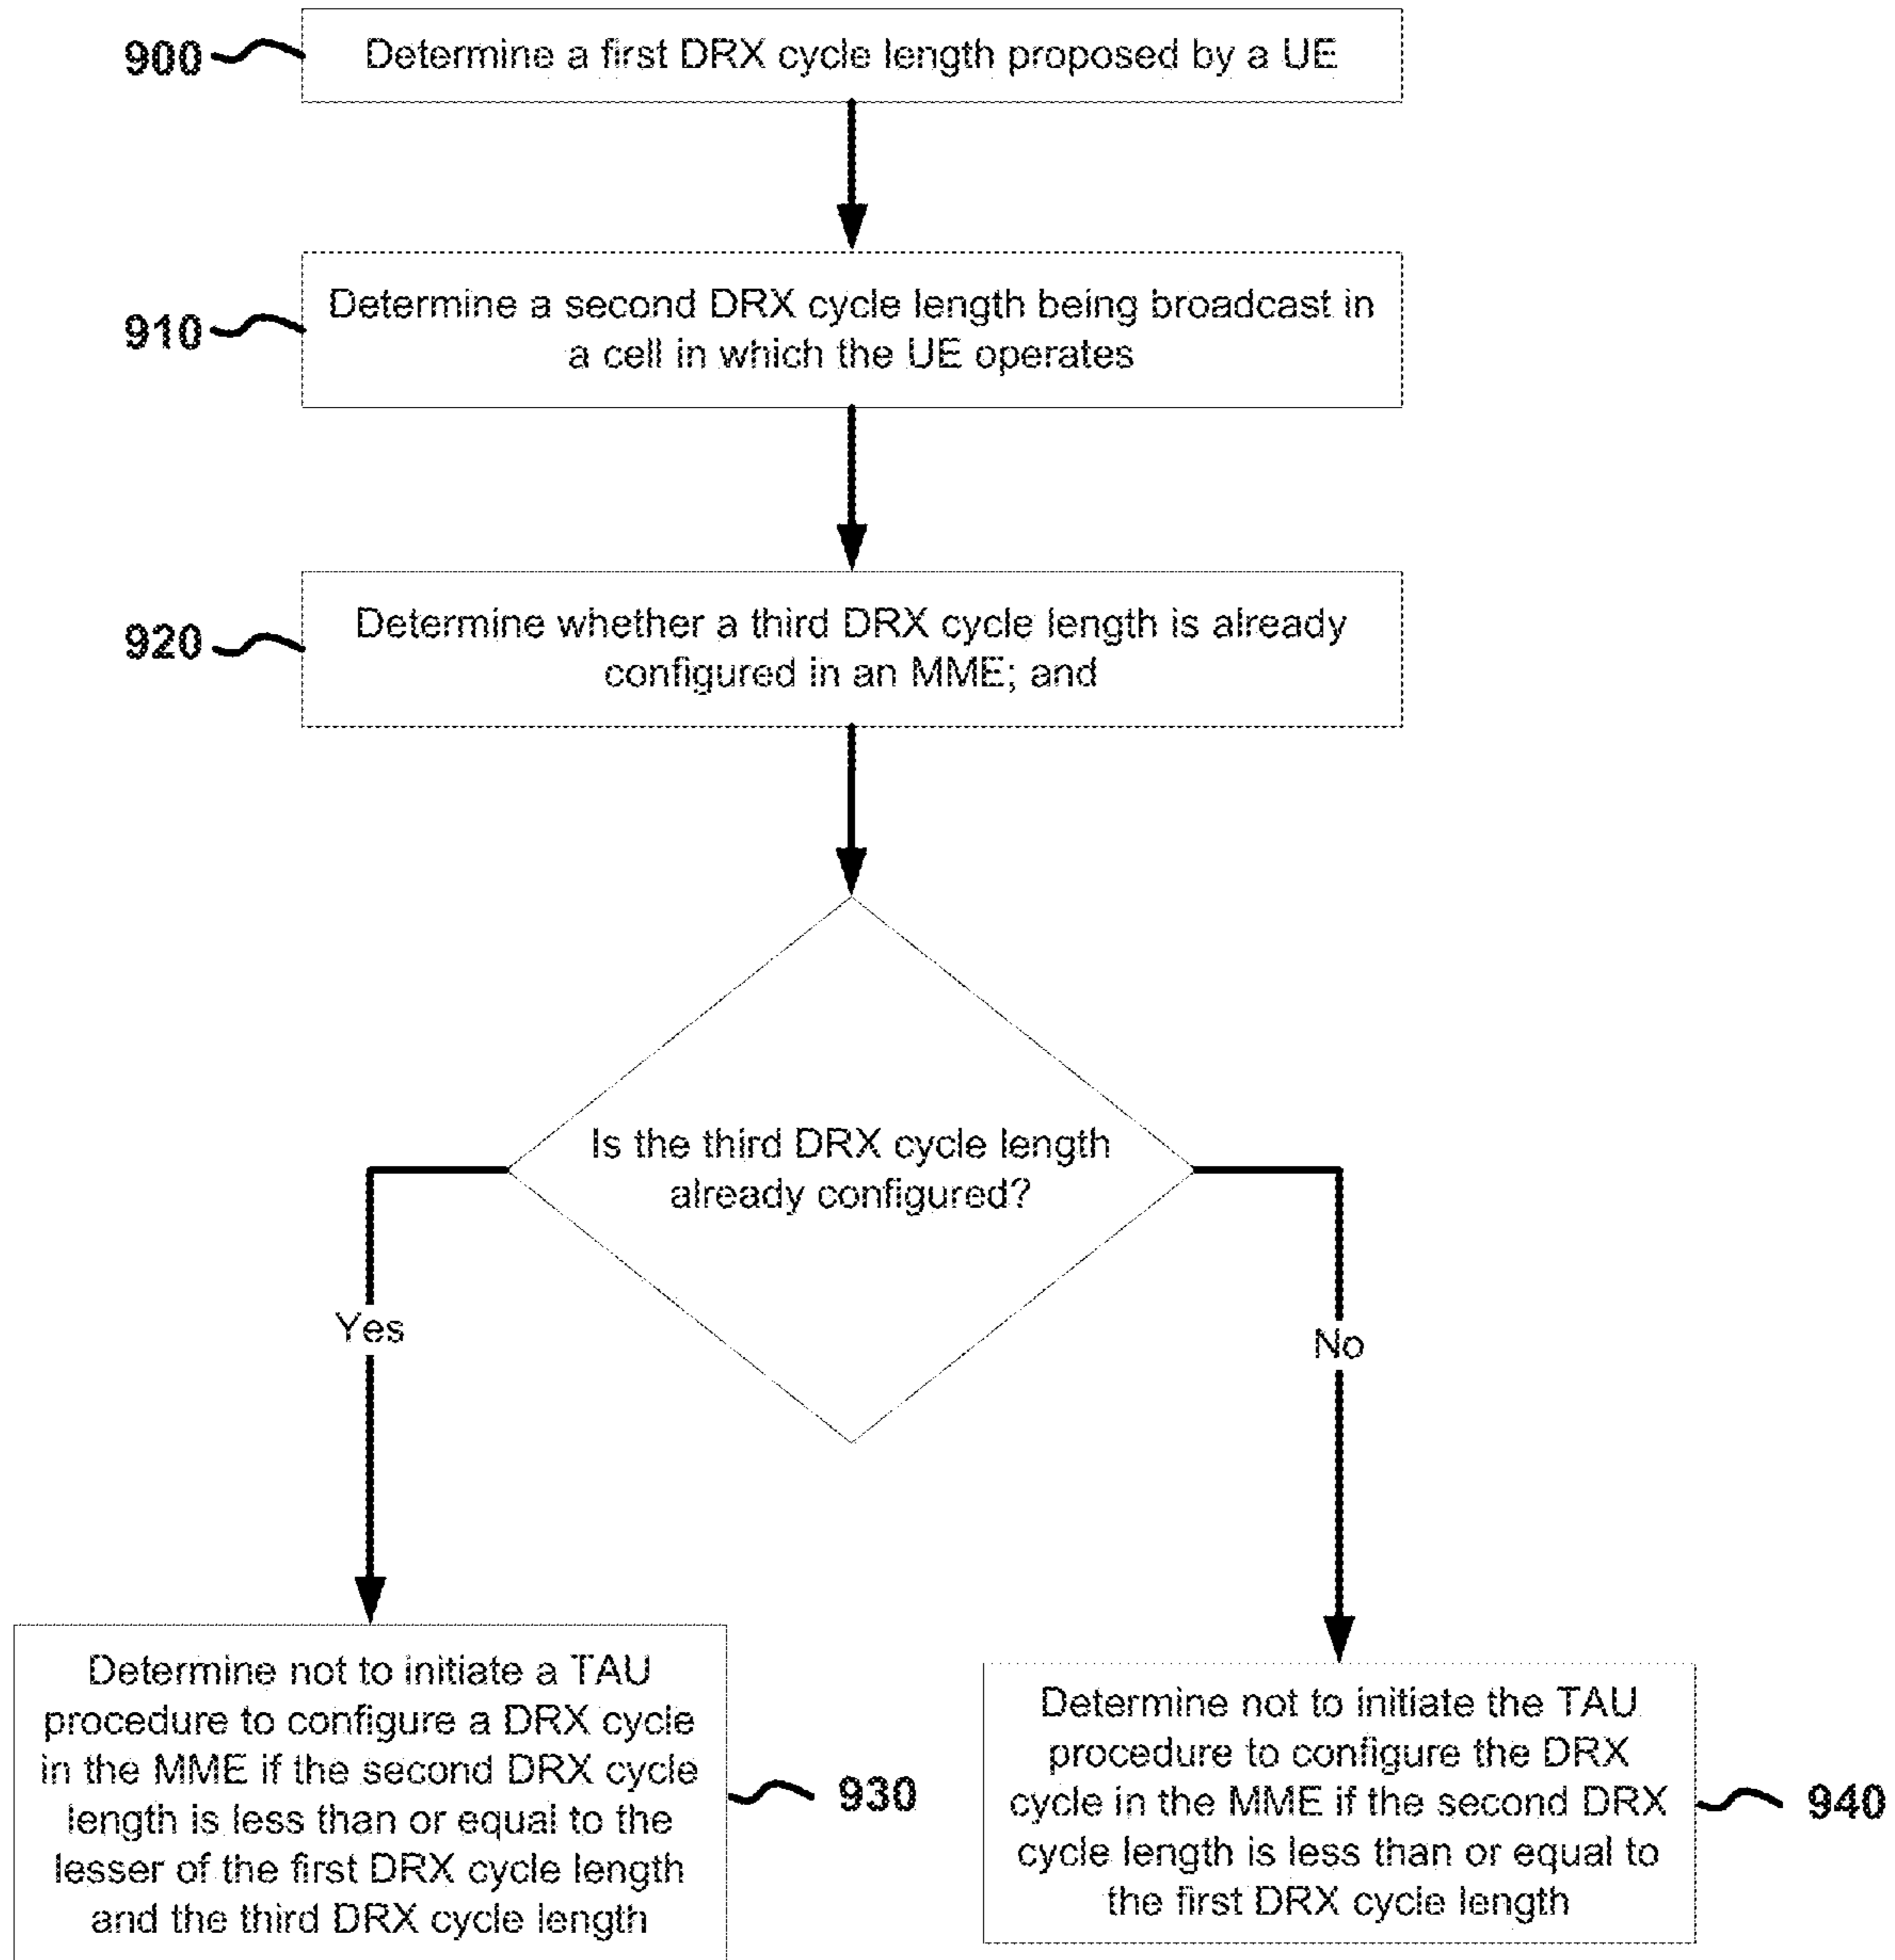 900
Determine a first DRX cycle length proposed by a UE
910
Determine a second DRX cycle length being broadcast in
a cell in which the UE operates
920
Determine whether a third DRX cycle length is already
configured in an MME; and
Is the third DRX cycle length
already configured?
Yes
No
Determine not to initiate a TAU
procedure to configure a DRX cycle
in the MME if the second DRX cycle
length is less than or equal to the
lesser of the first DRX cycle length
and the third DRX cycle length
930
Determine not to initiate the TAU
procedure to configure the DRX
cycle in the MME if the second DRX
cycle length is less than or equal to
the first DRX cycle length
940